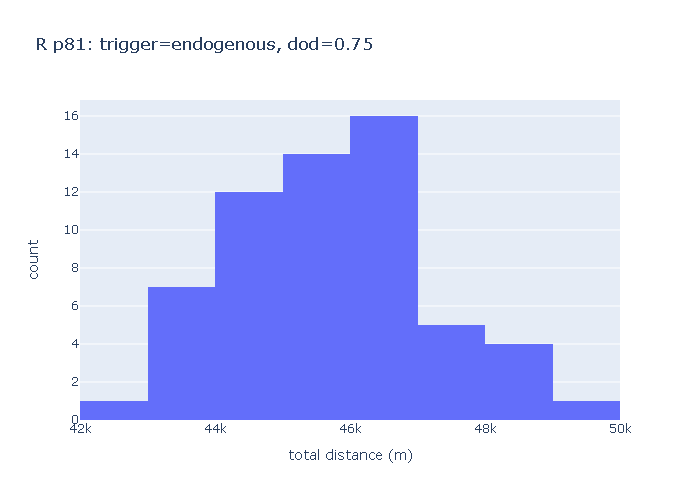 R p81: trigger=endogenous, dod=0.75
count
16
14
12
10
8
6
4
2
0
42k 44k 46k 48k 50k
total distance (m)